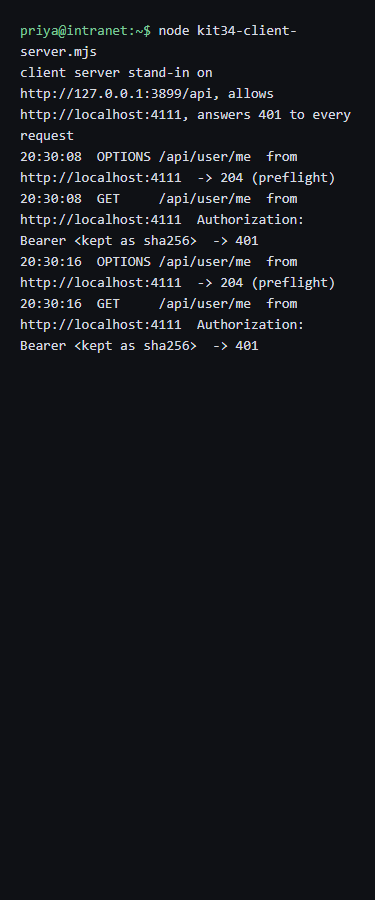 priya@intranet:~$ node kit34-client-
server.mjs
client server stand-in on
http://127.0.0.1:3899/api, allows
http://localhost:4111, answers 401 to every
request
20:30:08  OPTIONS /api/user/me  from
http://localhost:4111  -> 204 (preflight)
20:30:08  GET     /api/user/me  from
http://localhost:4111  Authorization:
Bearer <kept as sha256>  -> 401
20:30:16  OPTIONS /api/user/me  from
http://localhost:4111  -> 204 (preflight)
20:30:16  GET     /api/user/me  from
http://localhost:4111  Authorization:
Bearer <kept as sha256>  -> 401